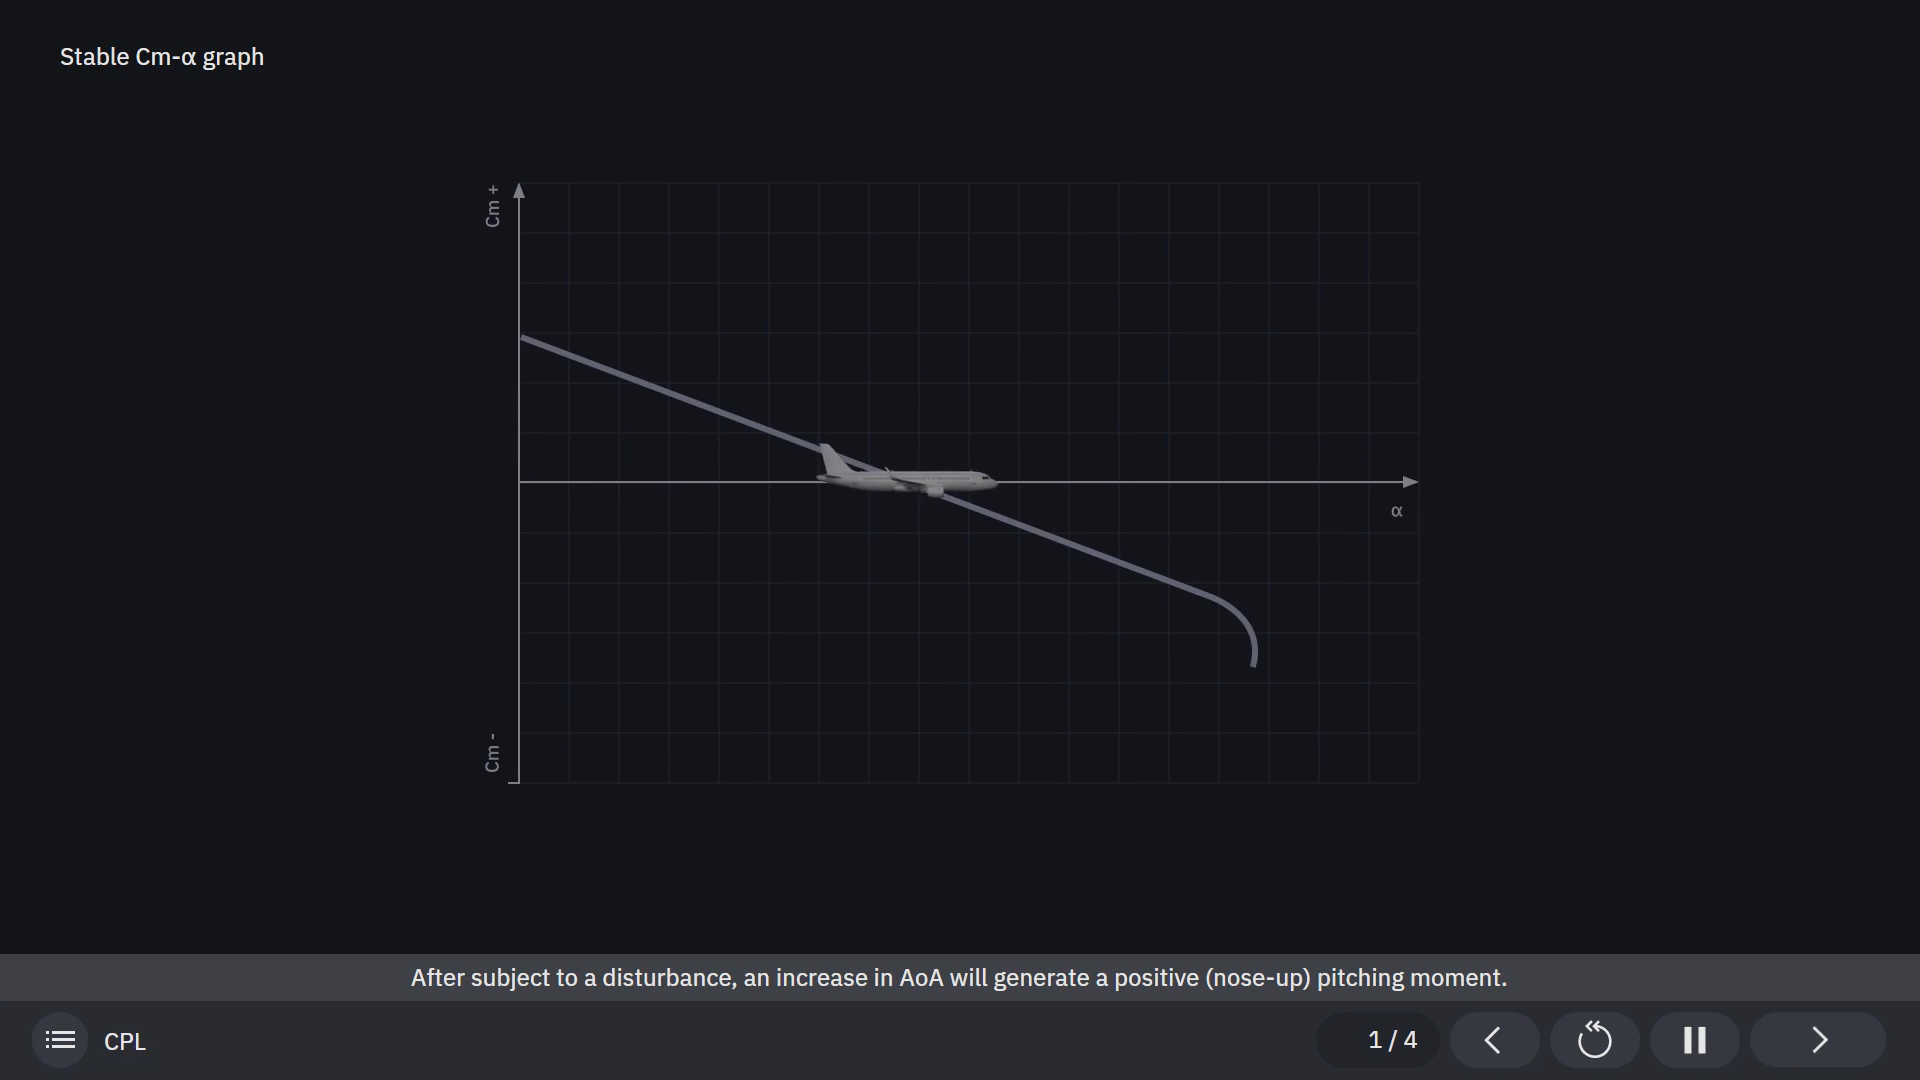 Stable Cm-α graph
Cm +
α
Cm -
After subject to a disturbance, an increase in AoA will generate a positive (nose-up) pitching moment.
CPL
1 / 4